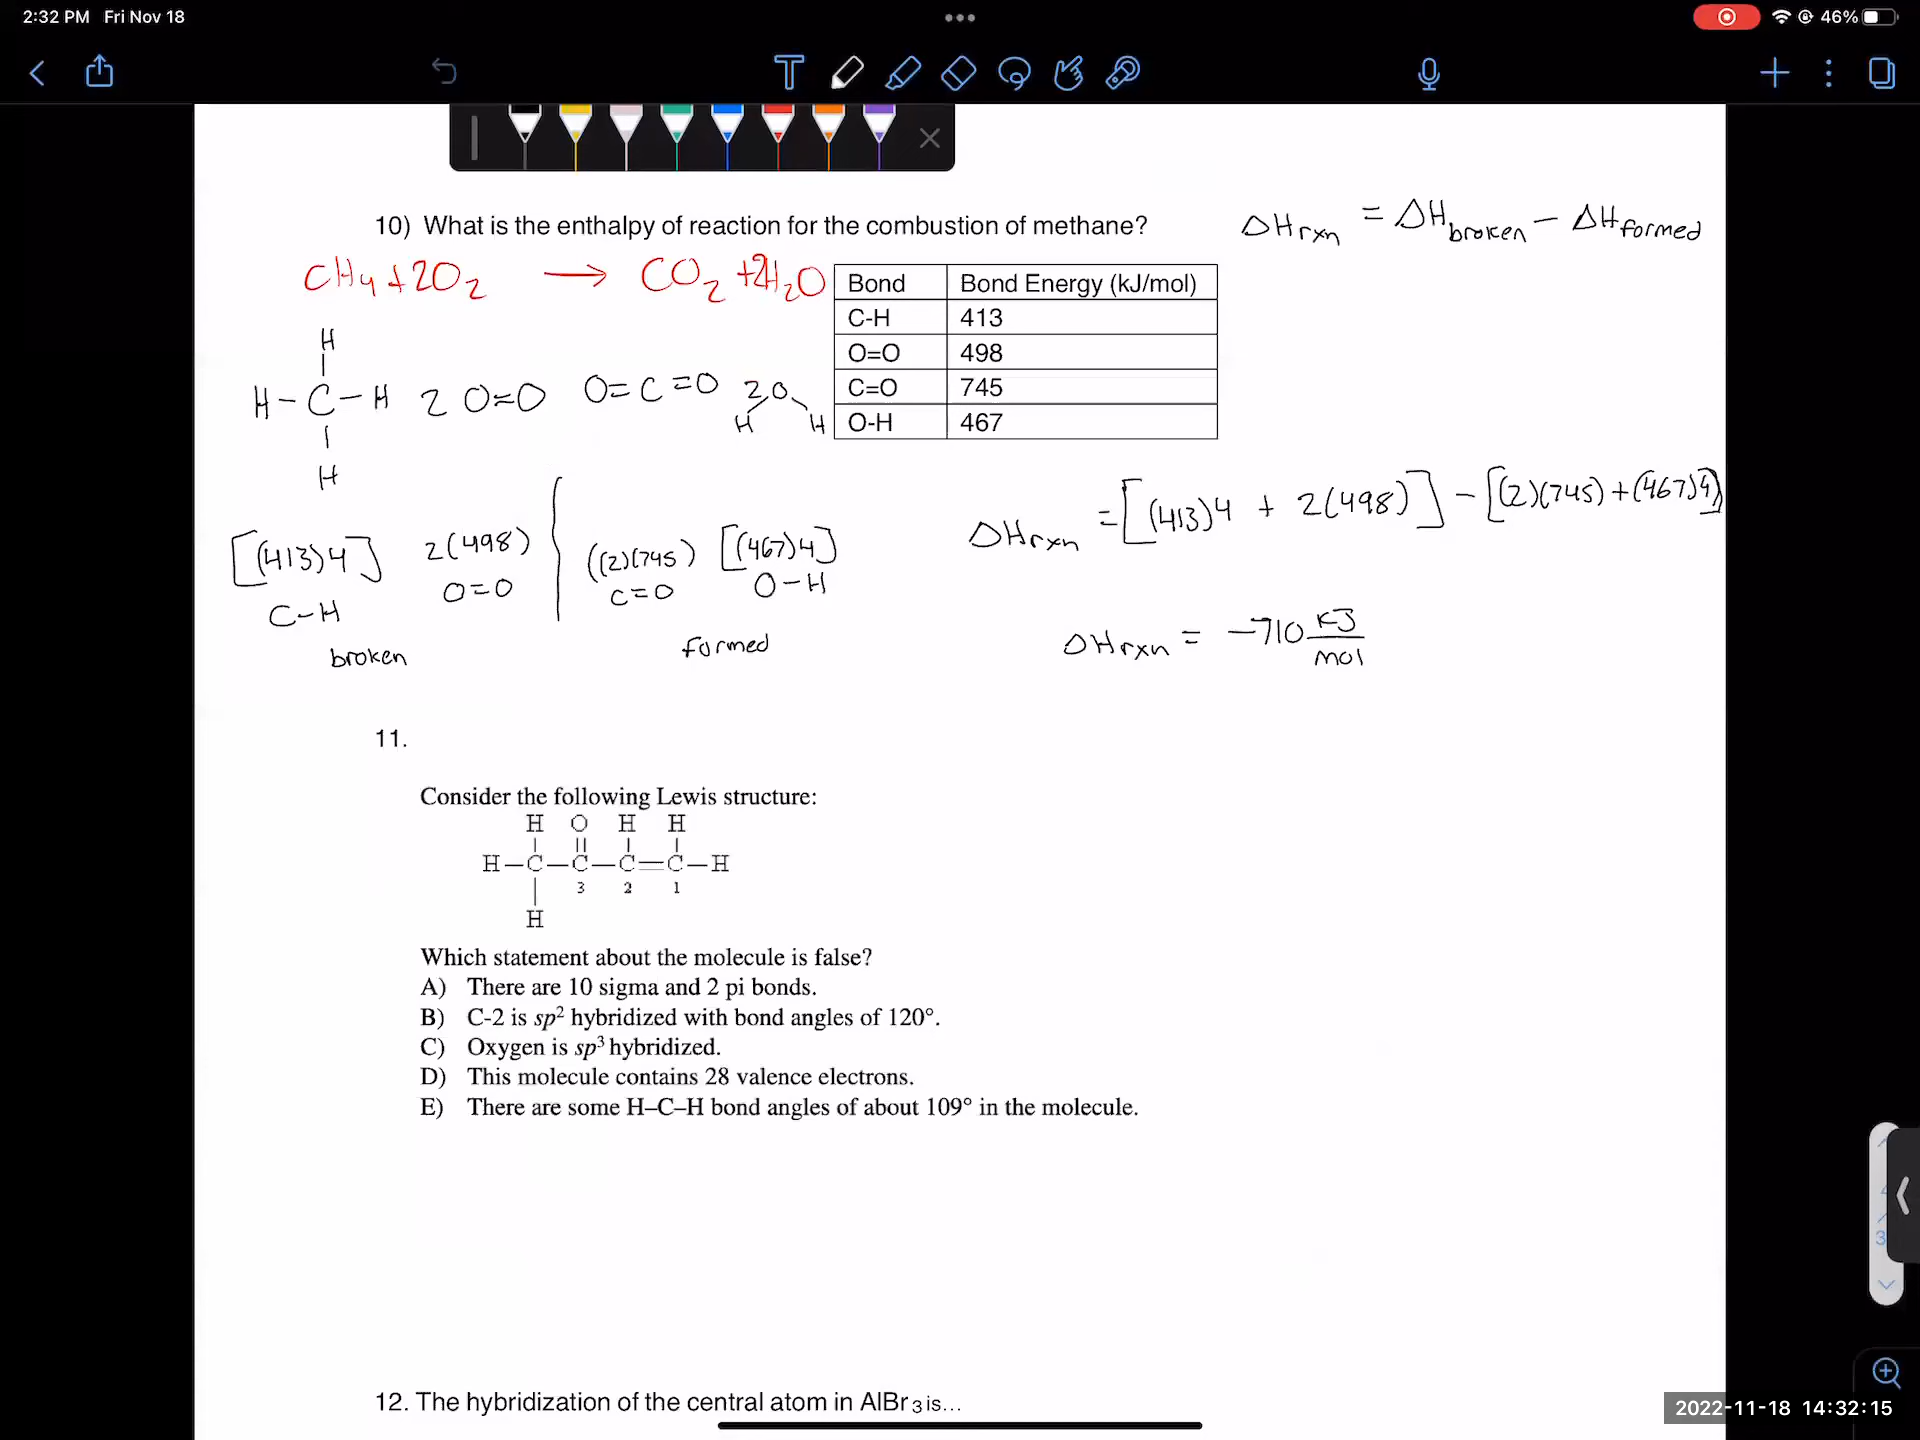 2:32 PM Fri Nov 18
46%
10) What is the enthalpy of reaction for the combustion of methane?
ΔHrxn = ΔHbroken − ΔHformed
CH4 + 2O2 → CO2 + 2H2O
Bond Bond Energy (kJ/mol)
C-H 413
O=O 498
C=O 745
O-H 467
H
H-C-H 2 O=O O=C=O 2 O
H H
H
ΔHrxn = [(413)4 + 2(498)] − [(2)(745)+(467)4]
[(413)4] 2(498) ((2)(745) [(467)4]
C-H O=O C=O O-H
broken formed
ΔHrxn = −710 kJ/mol
11.
Consider the following Lewis structure:
H O H H
H–C–C–C=C–H
3 2 1
H
Which statement about the molecule is false?
A) There are 10 sigma and 2 pi bonds.
B) C-2 is sp² hybridized with bond angles of 120°.
C) Oxygen is sp³ hybridized.
D) This molecule contains 28 valence electrons.
E) There are some H–C–H bond angles of about 109° in the molecule.
12. The hybridization of the central atom in AlBr3 is...
2022-11-18 14:32:15